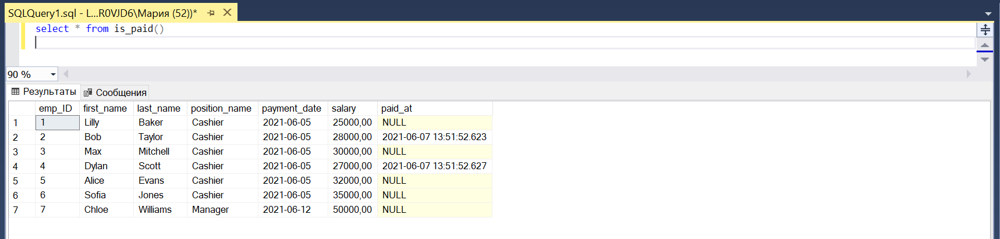 SQLQuery1.sql - L...R0VJD6\Мария (52))*
select * from is_paid()
90 %
Результаты Сообщения
emp_ID first_name last_name position_name payment_date salary paid_at
1 1 Lilly Baker Cashier 2021-06-05 25000,00 NULL
2 2 Bob Taylor Cashier 2021-06-05 28000,00 2021-06-07 13:51:52.623
3 3 Max Mitchell Cashier 2021-06-05 30000,00 NULL
4 4 Dylan Scott Cashier 2021-06-05 27000,00 2021-06-07 13:51:52.627
5 5 Alice Evans Cashier 2021-06-05 32000,00 NULL
6 6 Sofia Jones Cashier 2021-06-05 35000,00 NULL
7 7 Chloe Williams Manager 2021-06-12 50000,00 NULL